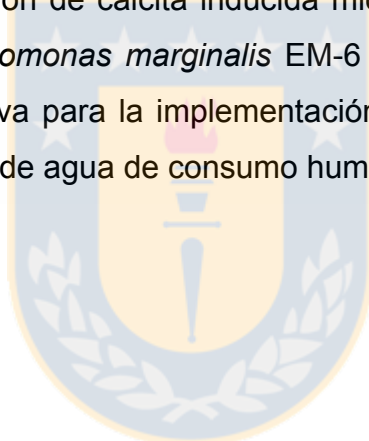 ón de calcita inducida mi
omonas marginalis EM-6
va para la implementación
de agua de consumo hum